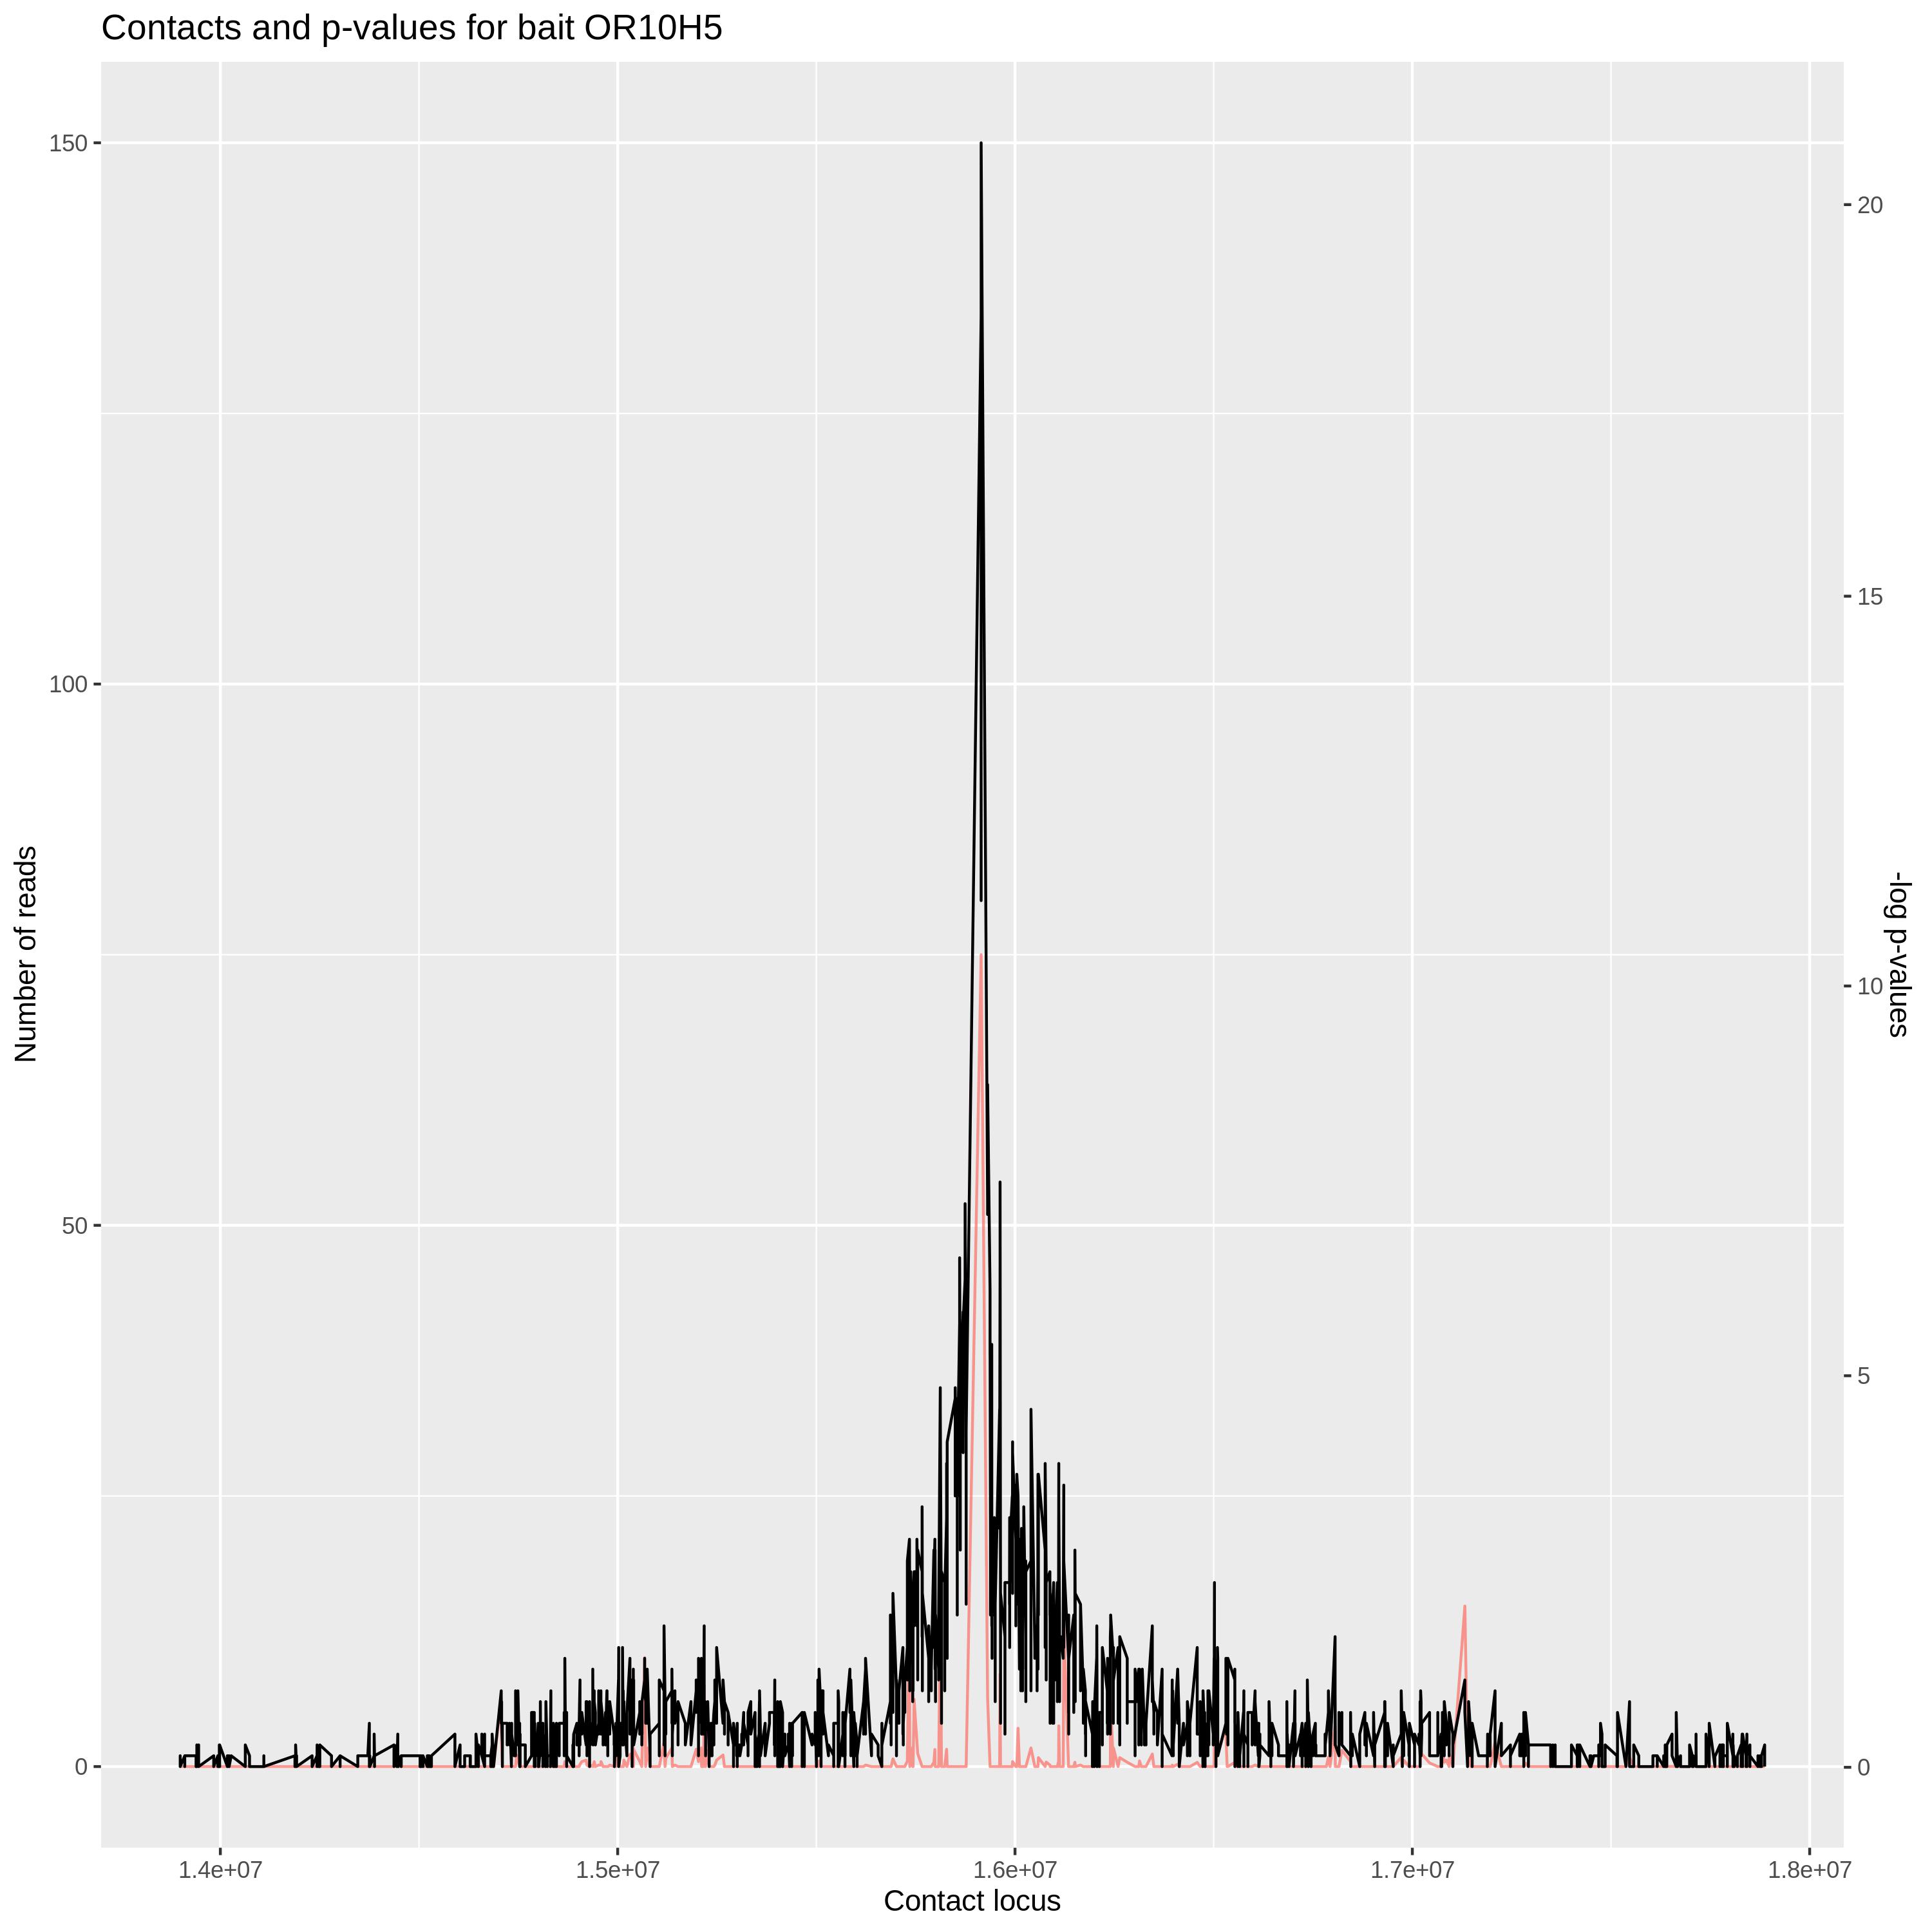 Contacts and p-values for bait OR10H5
150
100
50
0
Number of reads
20
15
10
5
0
-log p-values
1.4e+07 1.5e+07 1.6e+07 1.7e+07 1.8e+07
Contact locus